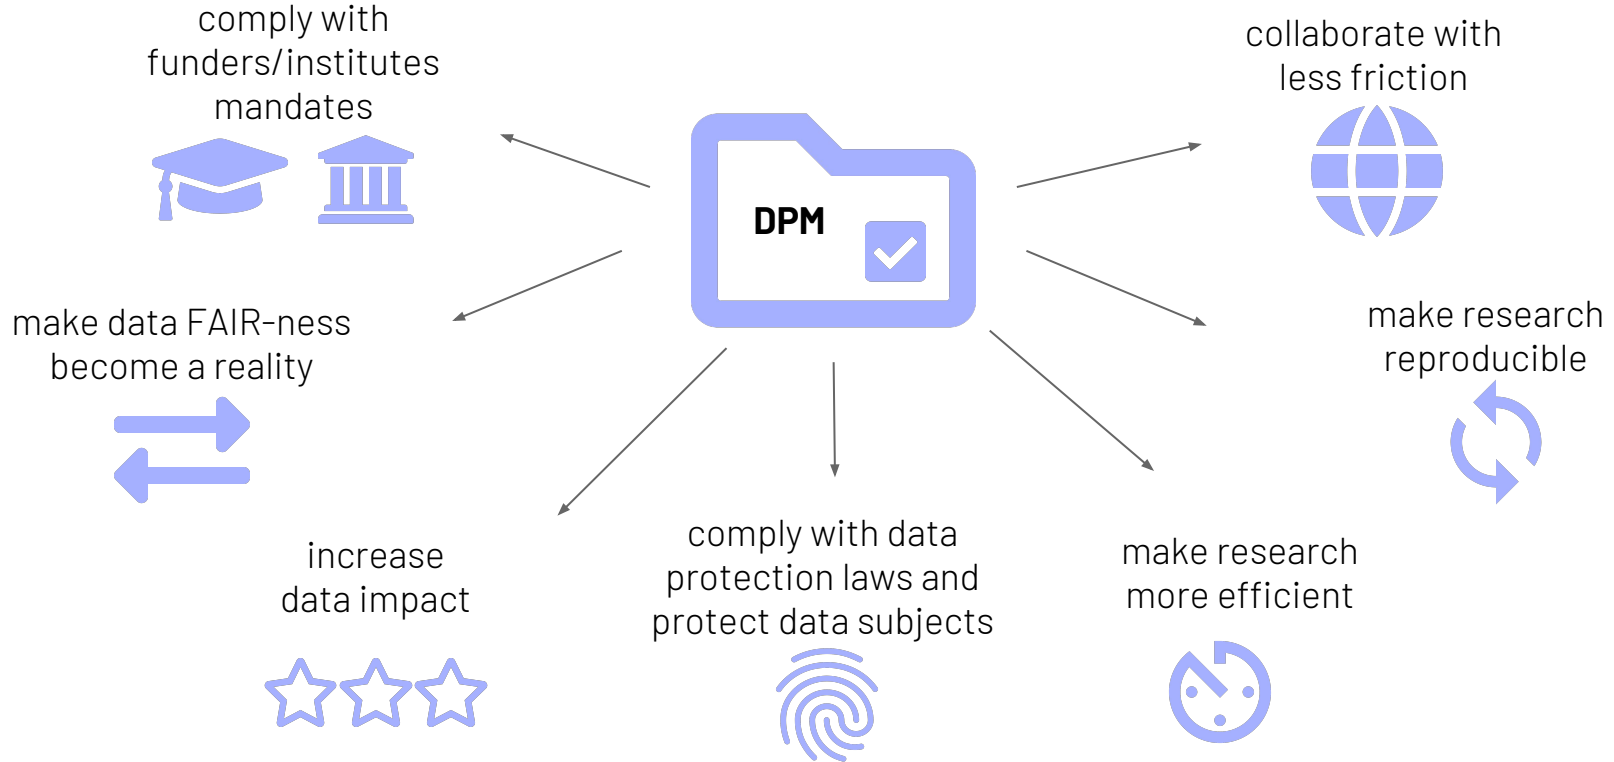 comply with
funders/institutes
mandates
collaborate with
less friction
DPM
make data FAIR-ness
become a reality
make research
reproducible
increase
data impact
comply with data
protection laws and
protect data subjects
make research
more efficient